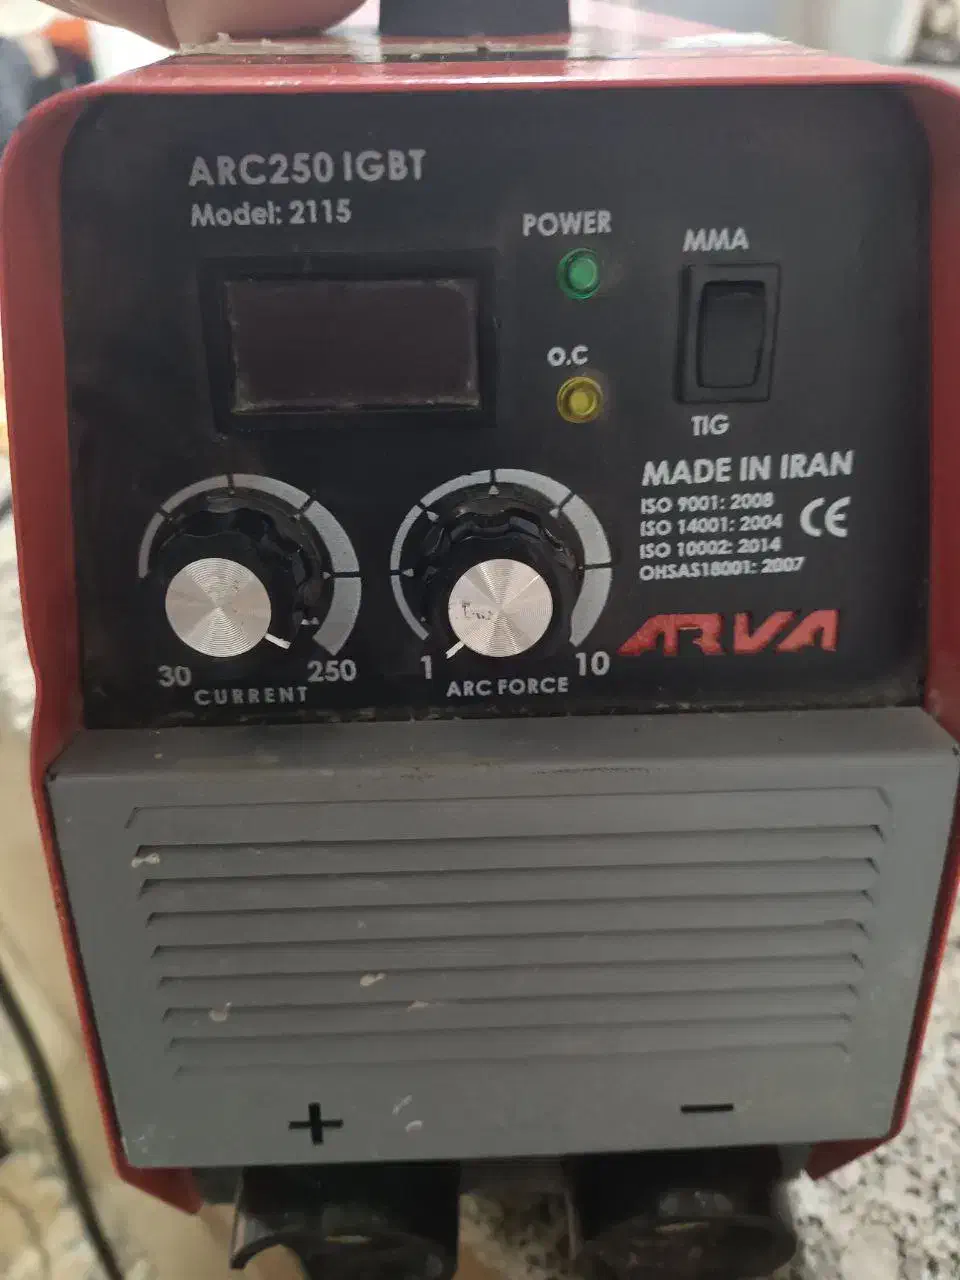 ARC250 IGBT
Model: 2115
POWER
MMA
O.C
TIG
MADE IN IRAN
ISO 9001: 2008
ISO 14001: 2004
ISO 10002: 2014
OHSAS18001: 2007
CE
ARVA
30
250
CURRENT
1
10
ARC FORCE
+
−